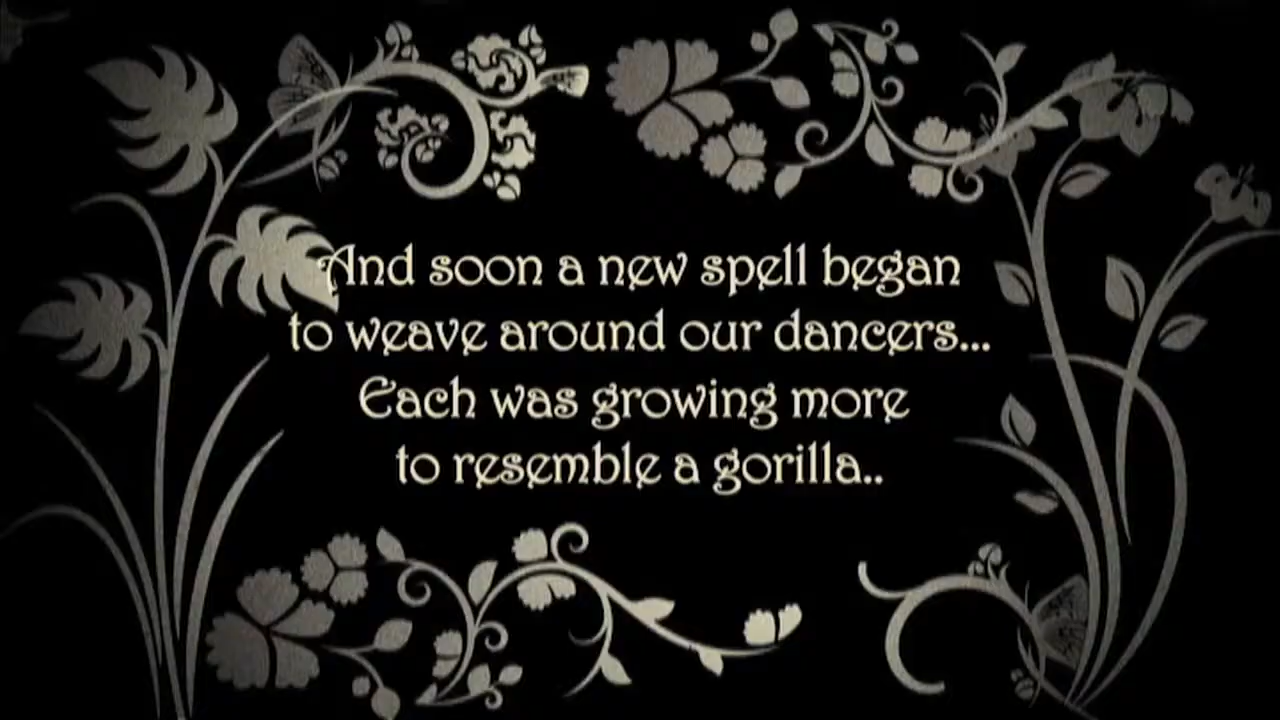 And soon a new spell began
to weave around our dancers...
Each was growing more
to resemble a gorilla..